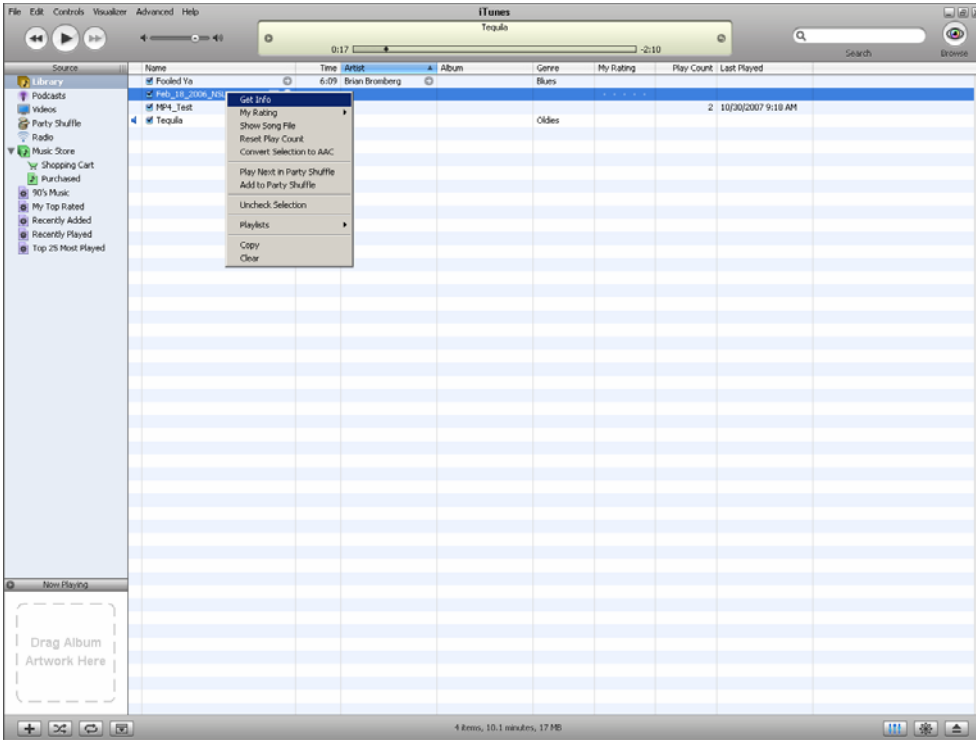 File Edit Controls Visualizer Advanced Help
iTunes
Tequila
0:17
-2:10
Search
Browse
Source
Name Time Artist Album Genre My Rating Play Count Last Played
Library
Podcasts
Videos
Party Shuffle
Radio
Music Store
Shopping Cart
Purchased
90's Music
My Top Rated
Recently Added
Recently Played
Top 25 Most Played
Fooled Ya 6:09 Brian Bromberg Blues
Feb_18_2006_NSU
MP4_Test 2 10/30/2007 9:18 AM
Tequila Oldies
Get Info
My Rating
Show Song File
Reset Play Count
Convert Selection to AAC
Play Next in Party Shuffle
Add to Party Shuffle
Uncheck Selection
Playlists
Copy
Clear
Now Playing
Drag Album
Artwork Here
4 items, 10.1 minutes, 17 MB